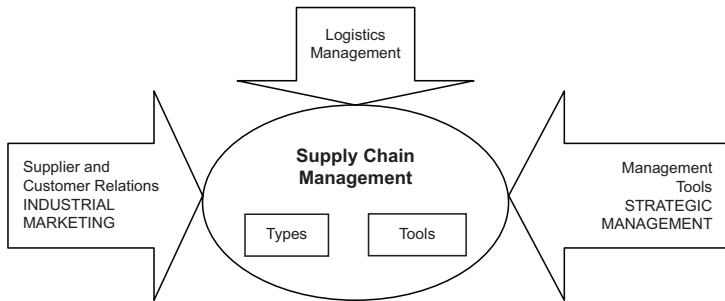 Logistics
Management
Supplier and
Customer Relations
INDUSTRIAL
MARKETING
Supply Chain
Management
Types
Tools
Management
Tools
STRATEGIC
MANAGEMENT